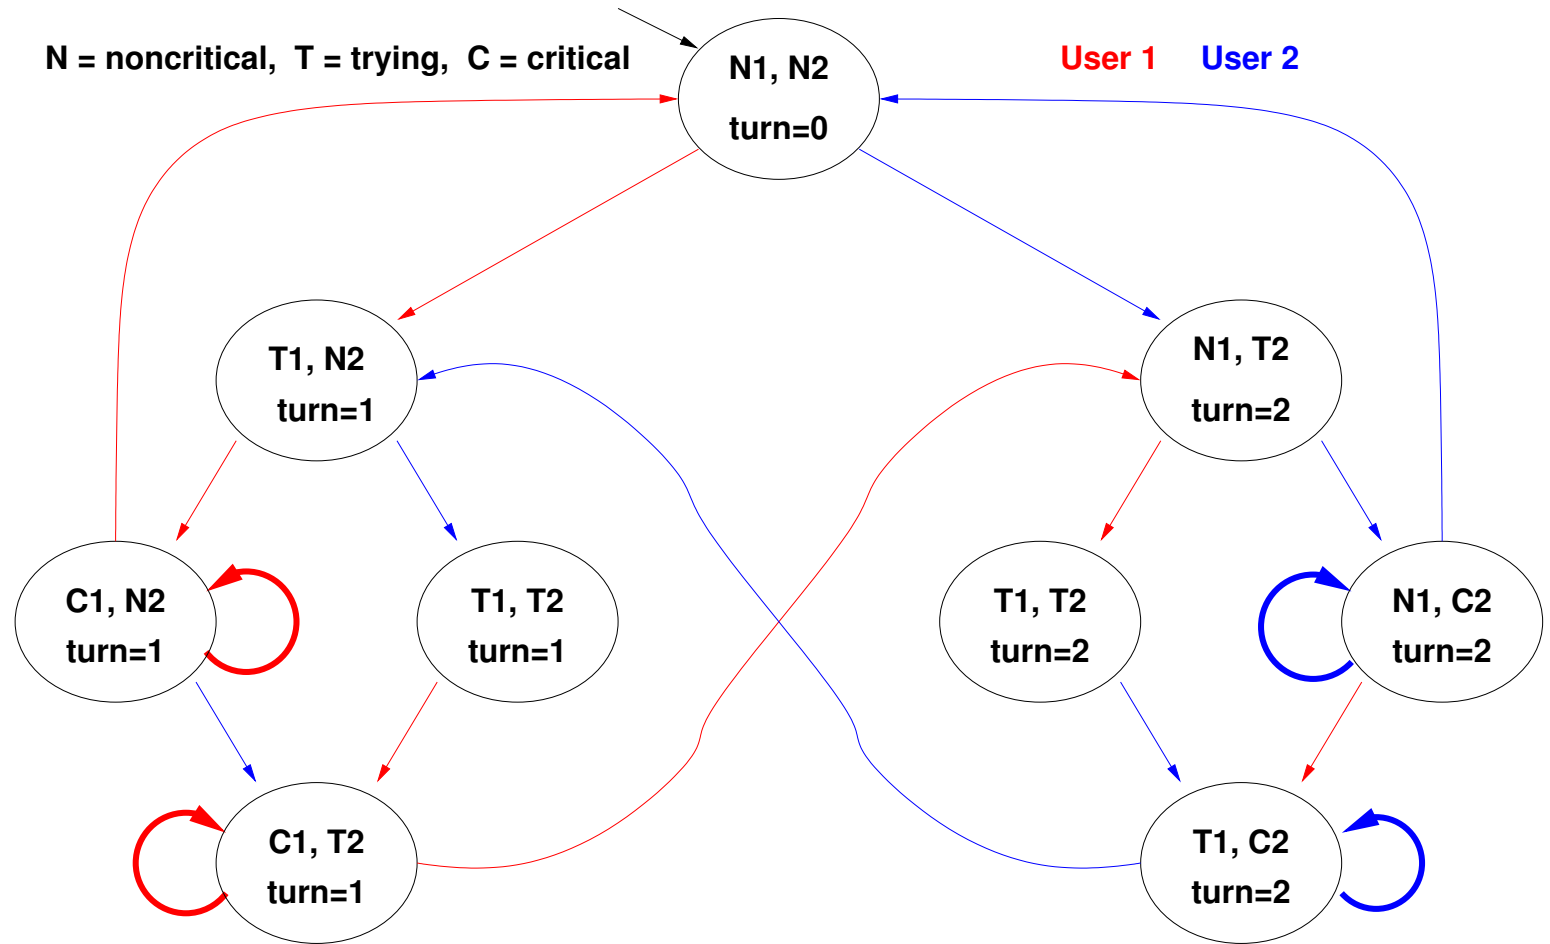 N = noncritical, T = trying, C = critical
User 1 User 2
N1, N2
turn=0
T1, N2
turn=1
N1, T2
turn=2
C1, N2
turn=1
T1, T2
turn=1
T1, T2
turn=2
N1, C2
turn=2
C1, T2
turn=1
T1, C2
turn=2